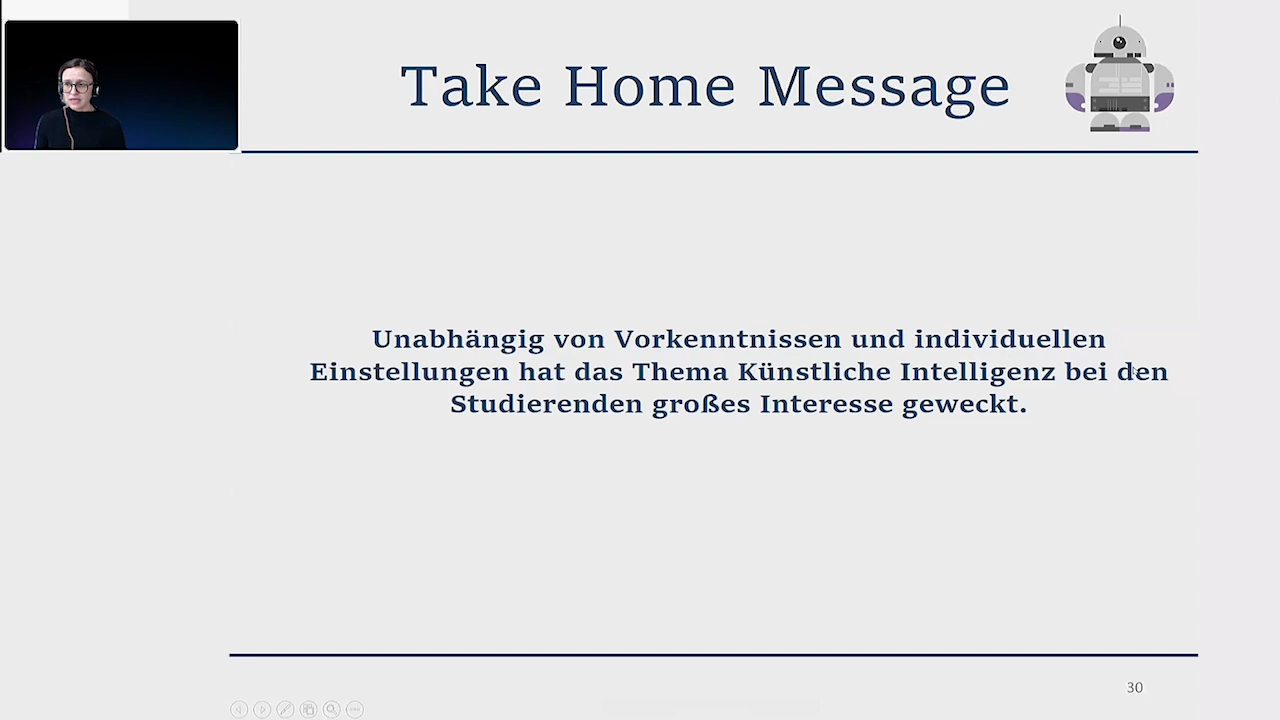 Take Home Message
Unabhängig von Vorkenntnissen und individuellen
Einstellungen hat das Thema Künstliche Intelligenz bei den
Studierenden großes Interesse geweckt.
30